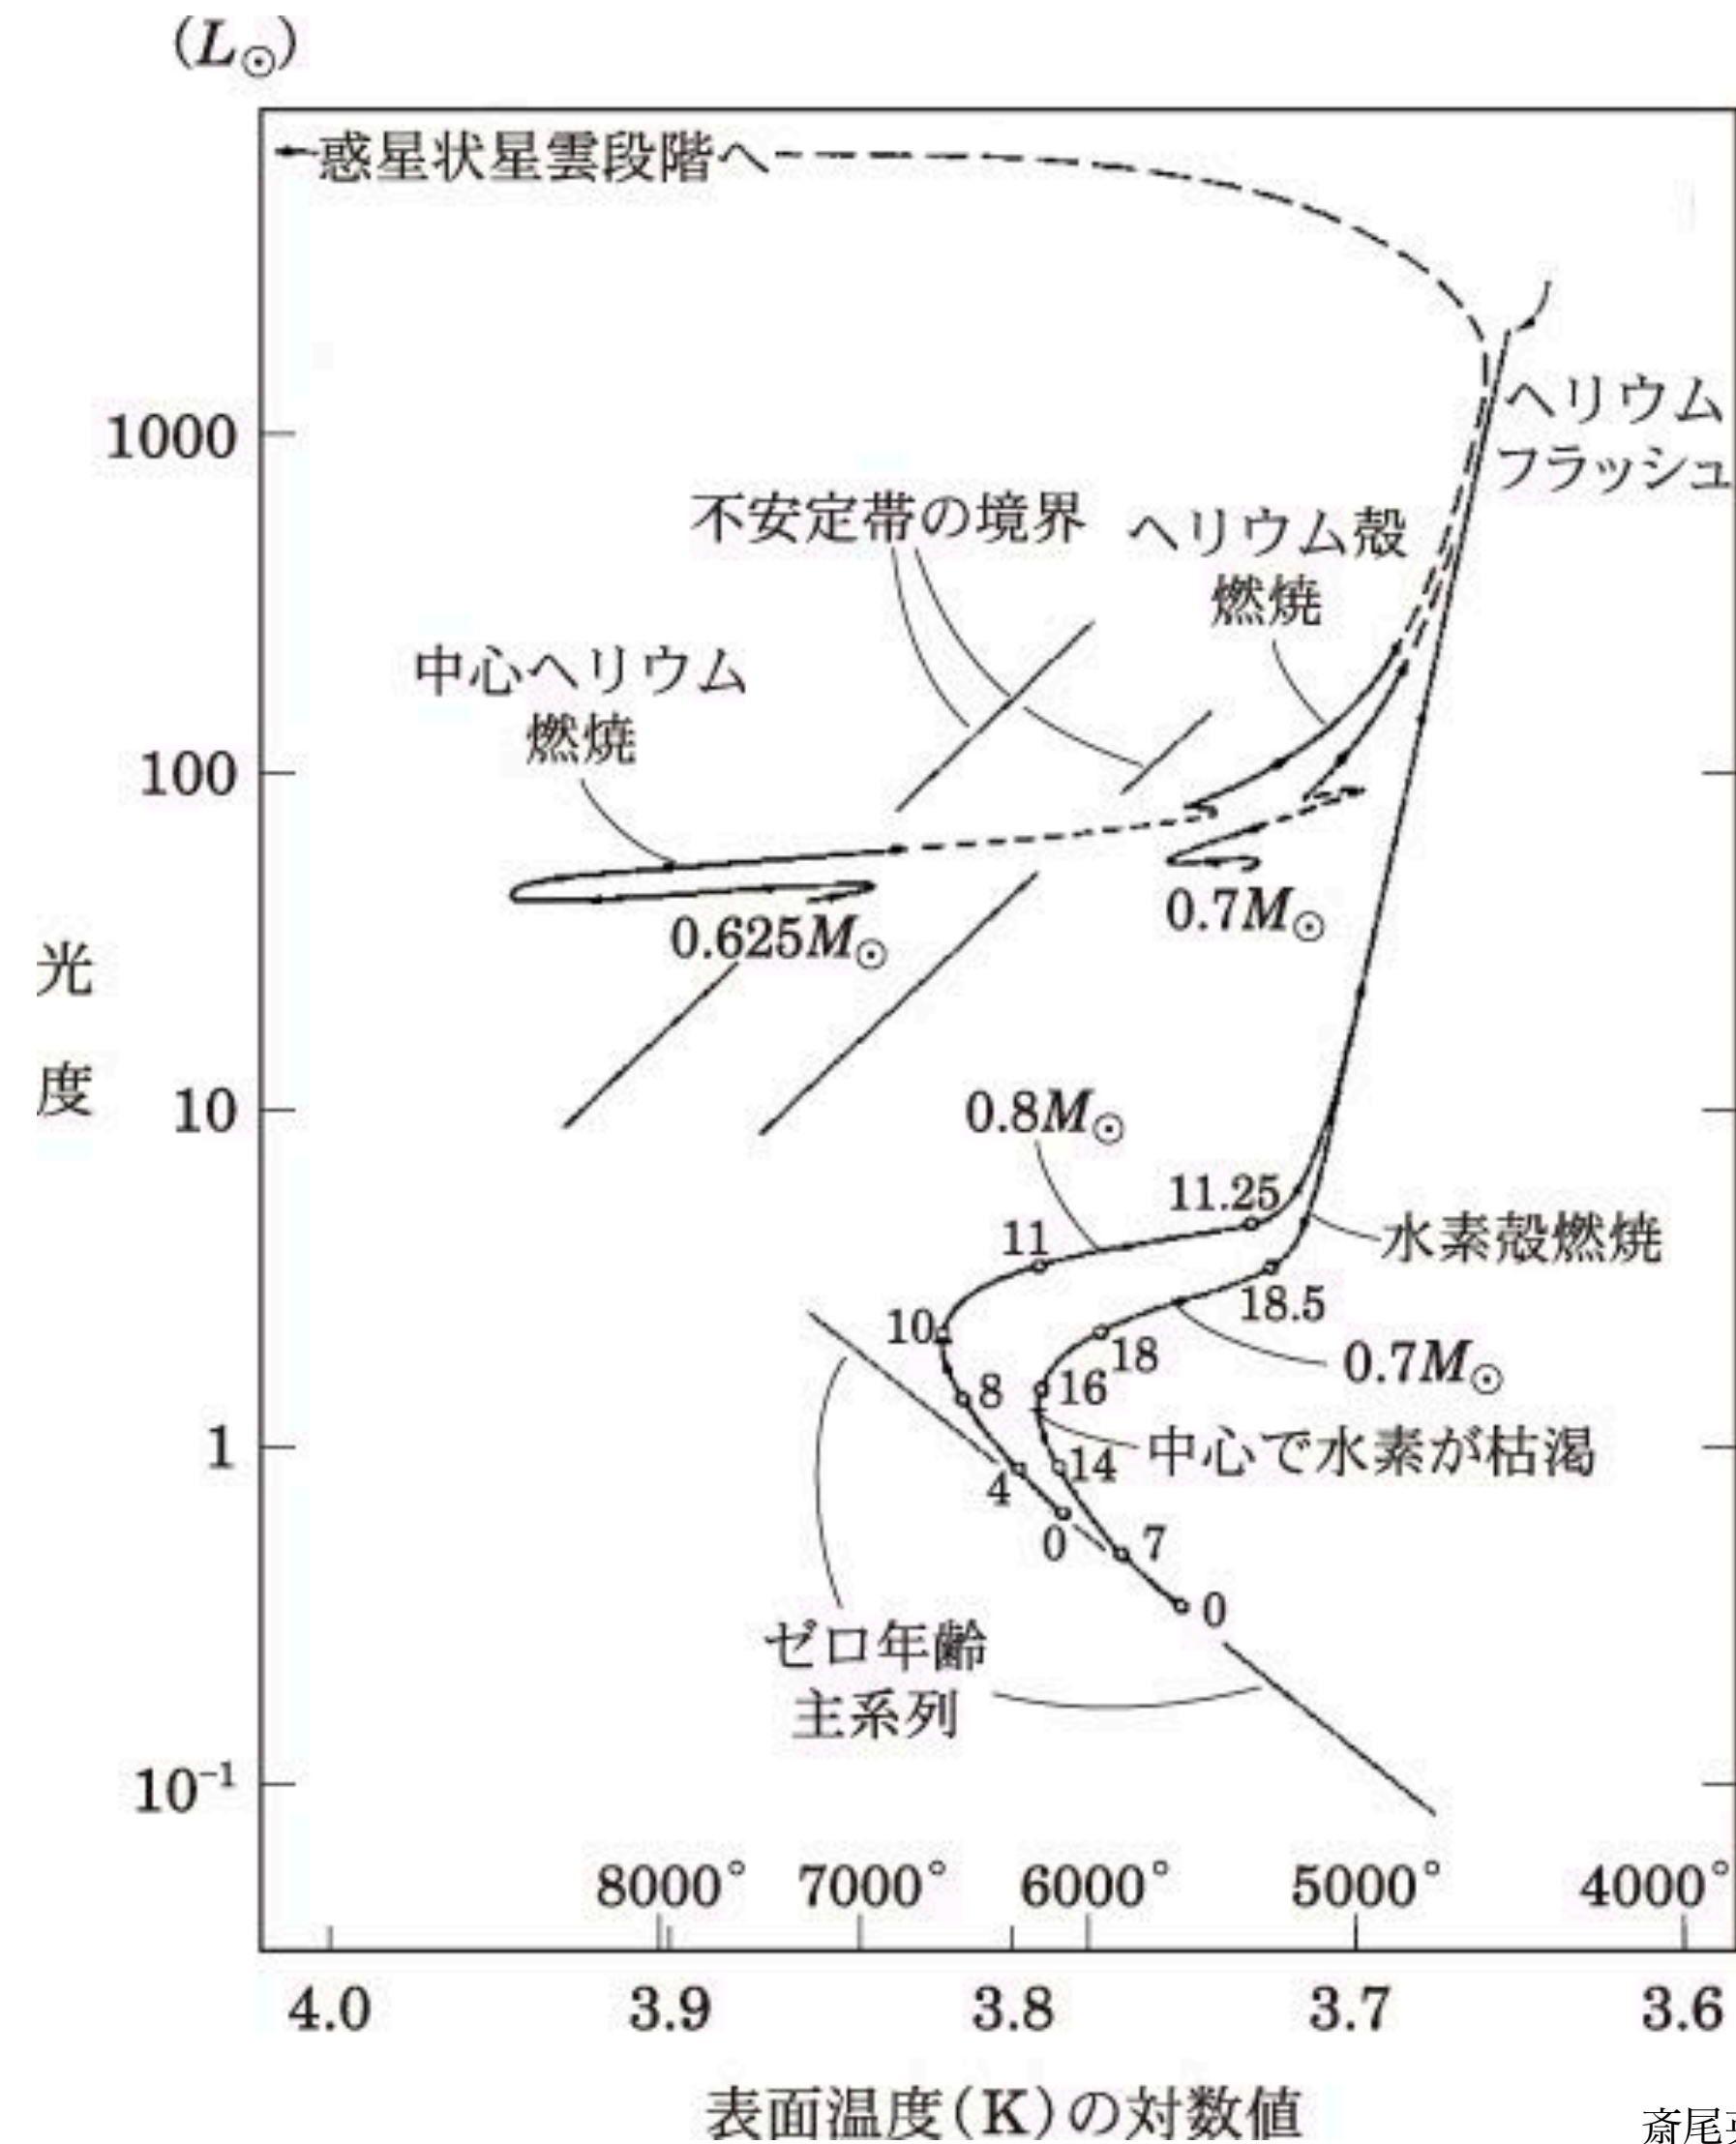 (L☉)
惑星状星雲段階へ
1000
ヘリウム
フラッシュ
不安定帯の境界
ヘリウム殻
燃焼
中心ヘリウム
燃焼
100
0.625M☉
0.7M☉
光
度
10
0.8M☉
11.25
11
水素殻燃焼
18.5
10
18
0.7M☉
8
16
1
中心で水素が枯渇
14
4
0
7
0
ゼロ年齢
主系列
10⁻¹
8000° 7000° 6000° 5000° 4000°
4.0 3.9 3.8 3.7 3.6
表面温度(K)の対数値
斎尾